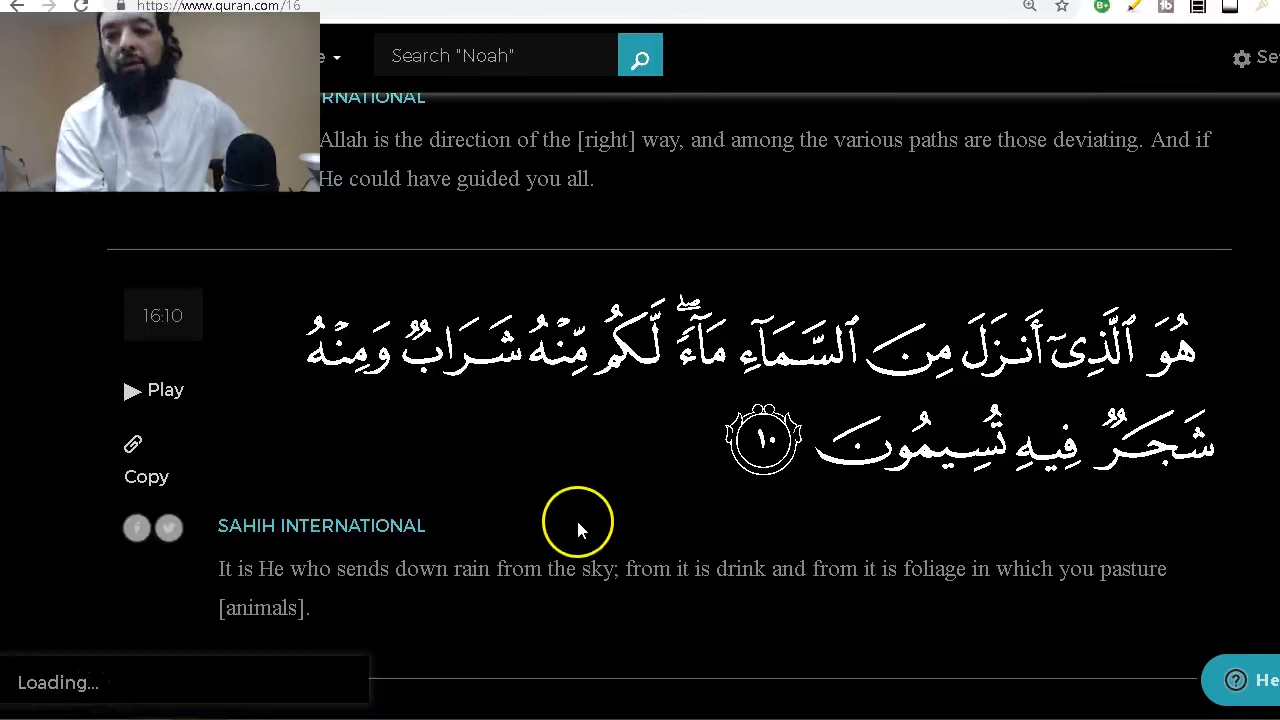 https://www.quran.com/16
Search "Noah"
RNATIONAL
Allah is the direction of the [right] way, and among the various paths are those deviating. And if
He could have guided you all.
16:10
هُوَ ٱلَّذِىٓ أَنزَلَ مِنَ ٱلسَّمَآءِ مَآءًۖ لَّكُم مِّنْهُ شَرَابٌ وَمِنْهُ
شَجَرٌ فِيهِ تُسِيمُونَ ١٠
Play
Copy
SAHIH INTERNATIONAL
It is He who sends down rain from the sky; from it is drink and from it is foliage in which you pasture
[animals].
Loading...